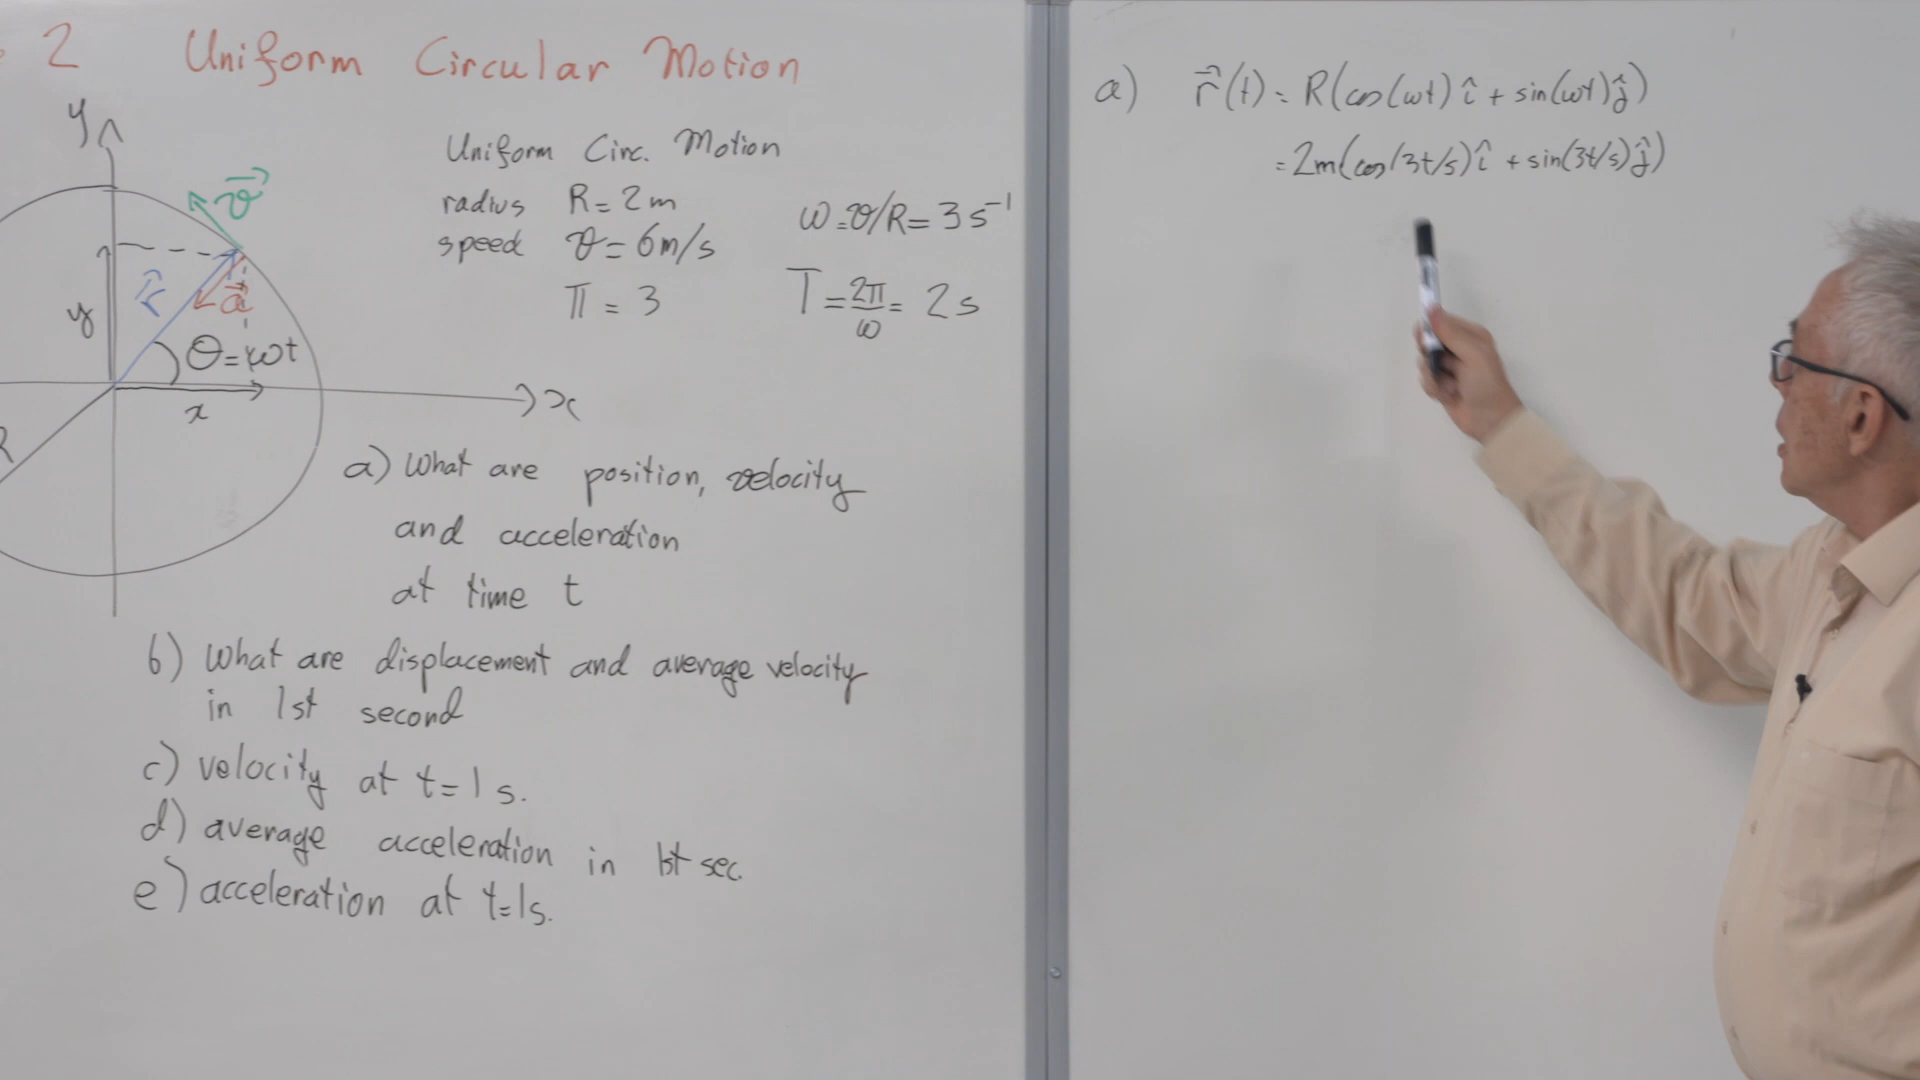 2 Uniform Circular Motion
y
v⃗
r⃗
a⃗
y
θ=ωt
x
x
R
Uniform Circ. Motion
radius R=2m
speed v=6m/s
π=3
ω=v/R=3s⁻¹
T=2π/ω=2s
a) What are position, velocity
and acceleration
at time t
b) What are displacement and average velocity
in 1st second
c) velocity at t=1s.
d) average acceleration in 1st sec.
e) acceleration at t=1s.
a) r⃗(t)=R(cos(ωt)î+sin(ωt)ĵ)
=2m(cos(3t/s)î+sin(3t/s)ĵ)